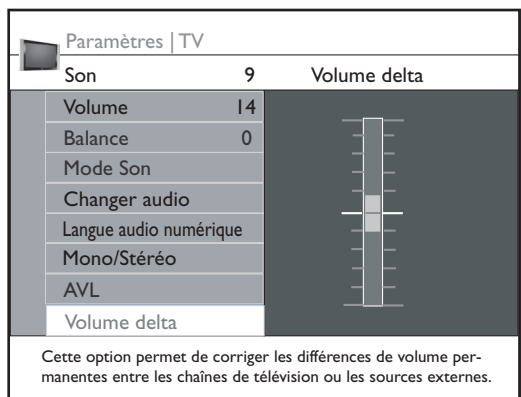 Paramètres | TV
Son 9 Volume delta
Volume 14
Balance 0
Mode Son
Changer audio
Langue audio numérique
Mono/Stéréo
AVL
Volume delta
Cette option permet de corriger les différences de volume per-
manentes entre les chaînes de télévision ou les sources externes.